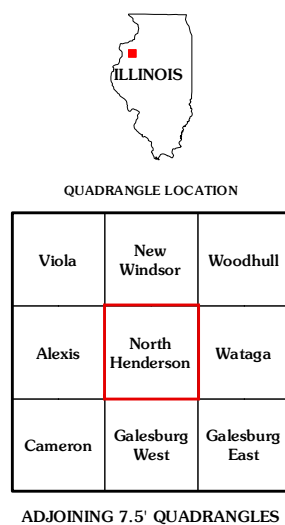 ILLINOIS
QUADRANGLE LOCATION
Viola
New
Windsor
Woodhull
Alexis
North
Henderson
Wataga
Cameron
Galesburg
West
Galesburg
East
ADJOINING 7.5' QUADRANGLES